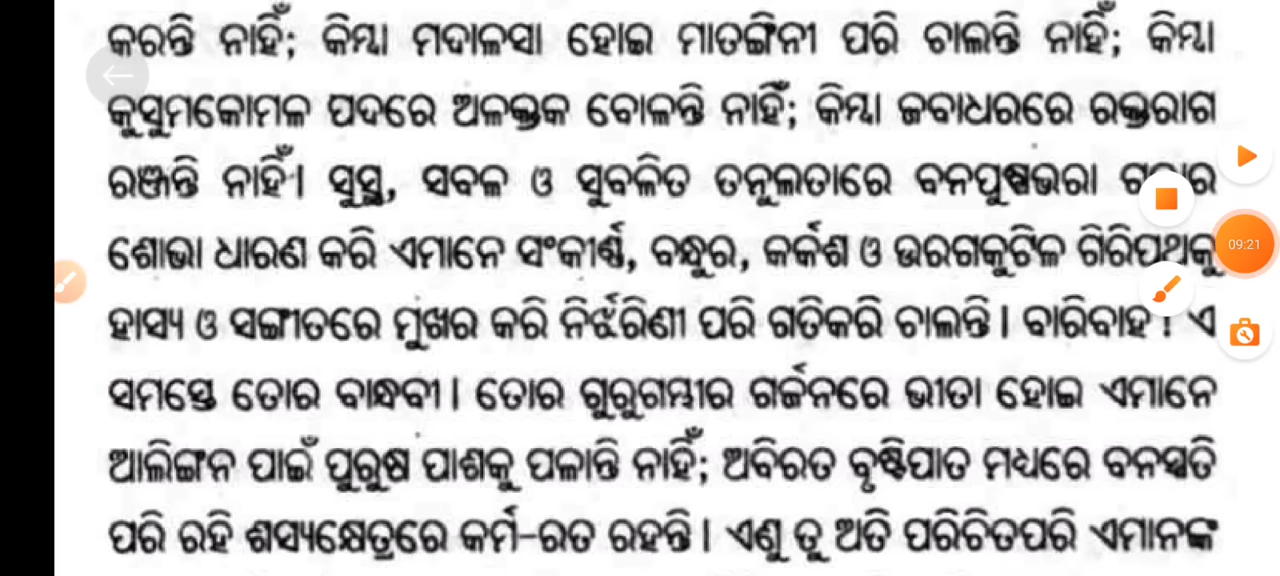 କରନ୍ତି ନାହିଁ; କିମ୍ବା ମଦାଳସା ହୋଇ ମାତଙ୍ଗିନୀ ପରି ଚାଲନ୍ତି ନାହିଁ; କିମ୍ବା
କୁସୁମକୋମଳ ପଦରେ ଅଳକ୍ତକ ବୋଳନ୍ତି ନାହିଁ; କିମ୍ବା ଜବାଧରରେ ରକ୍ତରାଗ
ରଞ୍ଜନ୍ତି ନାହିଁ। ସୁସ୍ଥ, ସବଳ ଓ ସୁବଳିତ ତନୁଲତାରେ ବନପୁଷ୍ପଭରା
ଶୋଭା ଧାରଣ କରି ଏମାନେ ସଂକୀର୍ଣ୍ଣ, ବନ୍ଧୁର, କର୍କଶ ଓ ଉରଗକୁଟିଳ ଗିରିପଥକୁ
ହାସ୍ୟ ଓ ସଙ୍ଗୀତରେ ମୁଖର କରି ନିର୍ଝରିଣୀ ପରି ଗତିକରି ଚାଲନ୍ତି। ବାରିବାହ! ଏ
ସମସ୍ତେ ତୋର ବାନ୍ଧବୀ। ତୋର ଗୁରୁଗମ୍ଭୀର ଗର୍ଜ୍ଜନରେ ଭୀତା ହୋଇ ଏମାନେ
ଆଲିଙ୍ଗନ ପାଇଁ ପୁରୁଷ ପାଶକୁ ପଳାନ୍ତି ନାହିଁ; ଅବିରତ ବୃଷ୍ଟିପାତ ମଧ୍ୟରେ ବନସ୍ପତି
ପରି ରହି ଶସ୍ୟକ୍ଷେତ୍ରରେ କର୍ମ-ରତ ରହନ୍ତି। ଏଣୁ ତୁ ଅତି ପରିଚିତପରି ଏମାନଙ୍କ
09:21